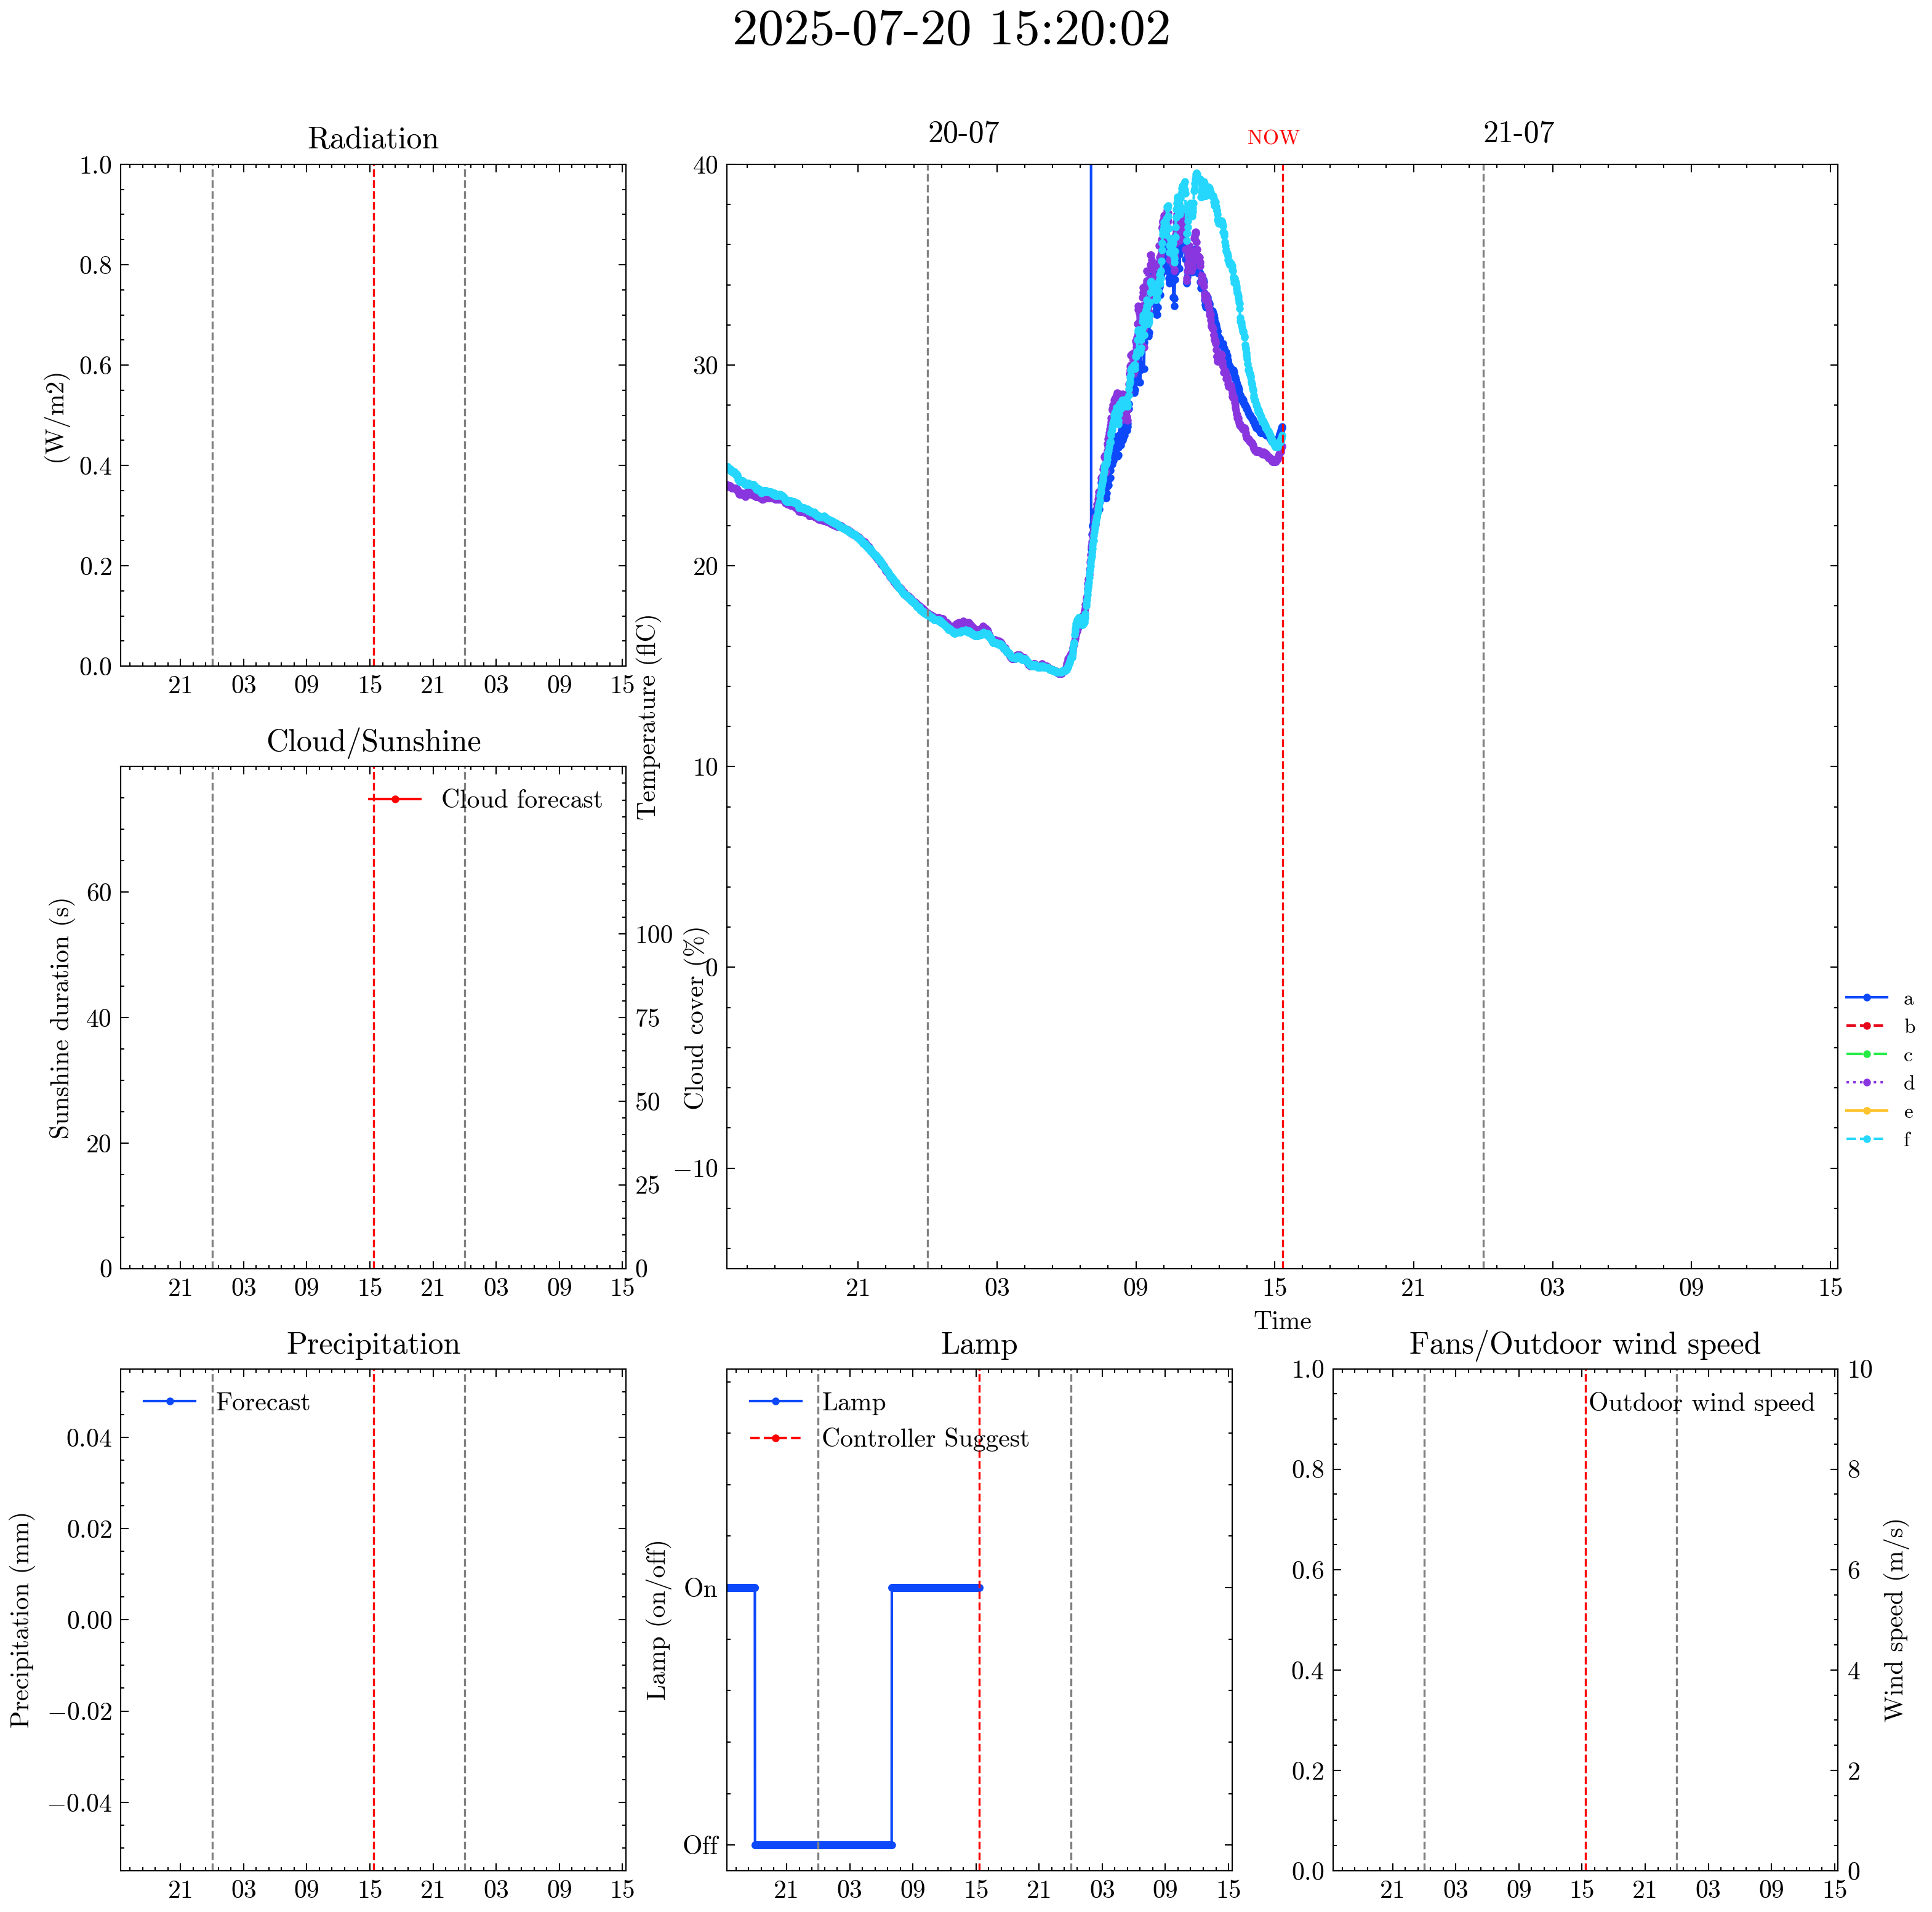 2025-07-20 15:20:02
Radiation
(W/m2)
1.0
0.8
0.6
0.4
0.2
0.0
21 03 09 15 21 03 09 15
20-07
NOW
21-07
Temperature (flC)
40
30
20
10
0
−10
21 03 09 15 21 03 09 15
Time
a
b
c
d
e
f
Cloud/Sunshine
Cloud forecast
Sunshine duration (s)
60
40
20
0
Cloud cover (%)
100
75
50
25
0
21 03 09 15 21 03 09 15
Precipitation
Forecast
Precipitation (mm)
0.04
0.02
0.00
−0.02
−0.04
21 03 09 15 21 03 09 15
Lamp
Lamp
Controller Suggest
Lamp (on/off)
On
Off
21 03 09 15 21 03 09 15
Fans/Outdoor wind speed
Outdoor wind speed
1.0
0.8
0.6
0.4
0.2
0.0
Wind speed (m/s)
10
8
6
4
2
0
21 03 09 15 21 03 09 15